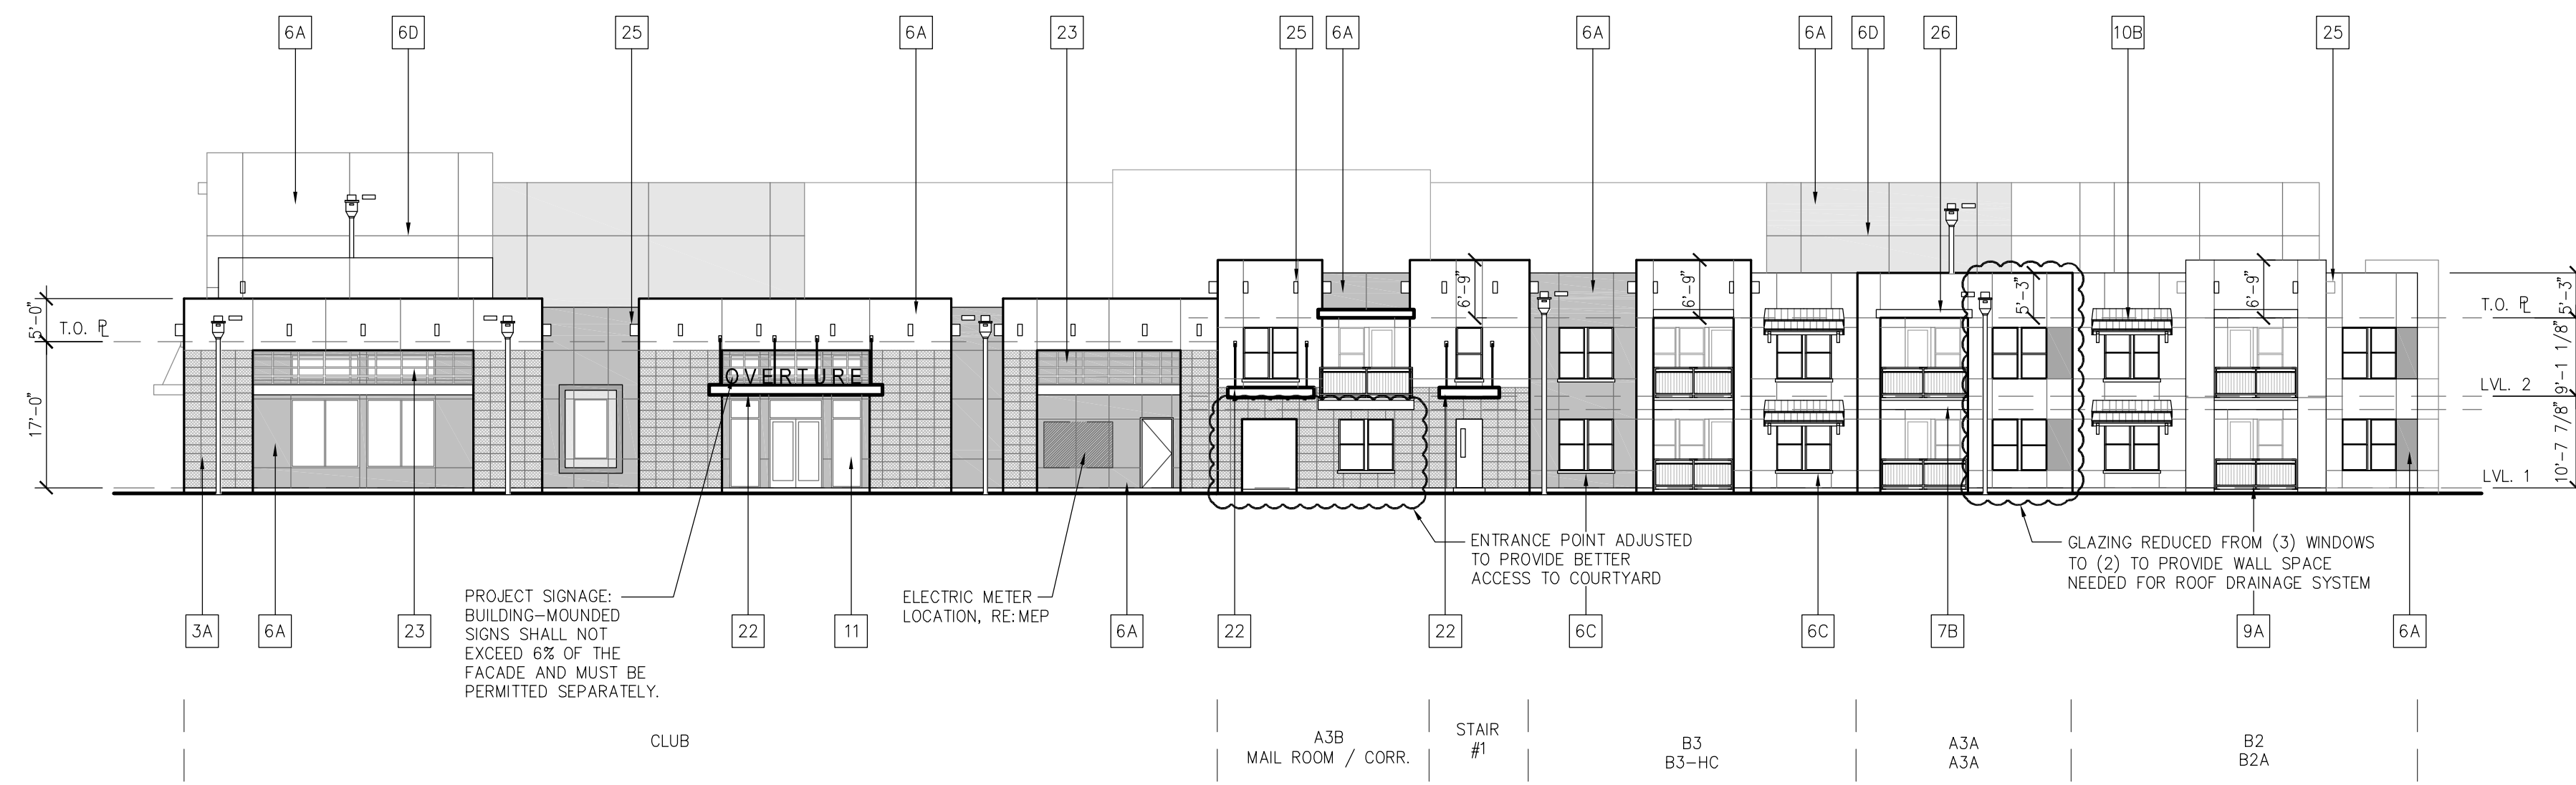 6A
6D
25
6A
23
25
6A
6A
6A
6D
26
10B
25
5'-0"
T.O. PL
17'-0"
OVERTURE
6'-9"
6'-9"
5'-3"
6'-9"
T.O. PL
5'-3"
9'-1 1/8"
LVL. 2
10'-7 7/8"
LVL. 1
PROJECT SIGNAGE:
BUILDING-MOUNDED
SIGNS SHALL NOT
EXCEED 6% OF THE
FACADE AND MUST BE
PERMITTED SEPARATELY.
ELECTRIC METER
LOCATION, RE:MEP
ENTRANCE POINT ADJUSTED
TO PROVIDE BETTER
ACCESS TO COURTYARD
GLAZING REDUCED FROM (3) WINDOWS
TO (2) TO PROVIDE WALL SPACE
NEEDED FOR ROOF DRAINAGE SYSTEM
3A
6A
23
22
11
6A
22
22
6C
6C
7B
9A
6A
CLUB
A3B
MAIL ROOM / CORR.
STAIR
#1
B3
B3-HC
A3A
A3A
B2
B2A